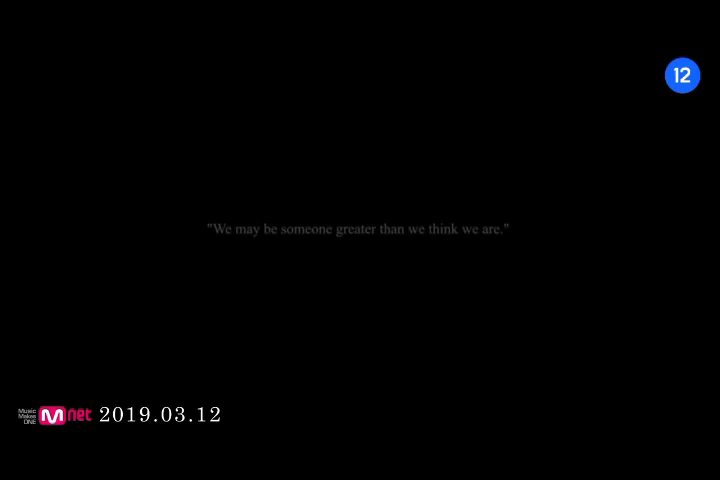 12
"We may be someone greater than we think we are."
Music
Makes
ONE
Mnet 2019.03.12